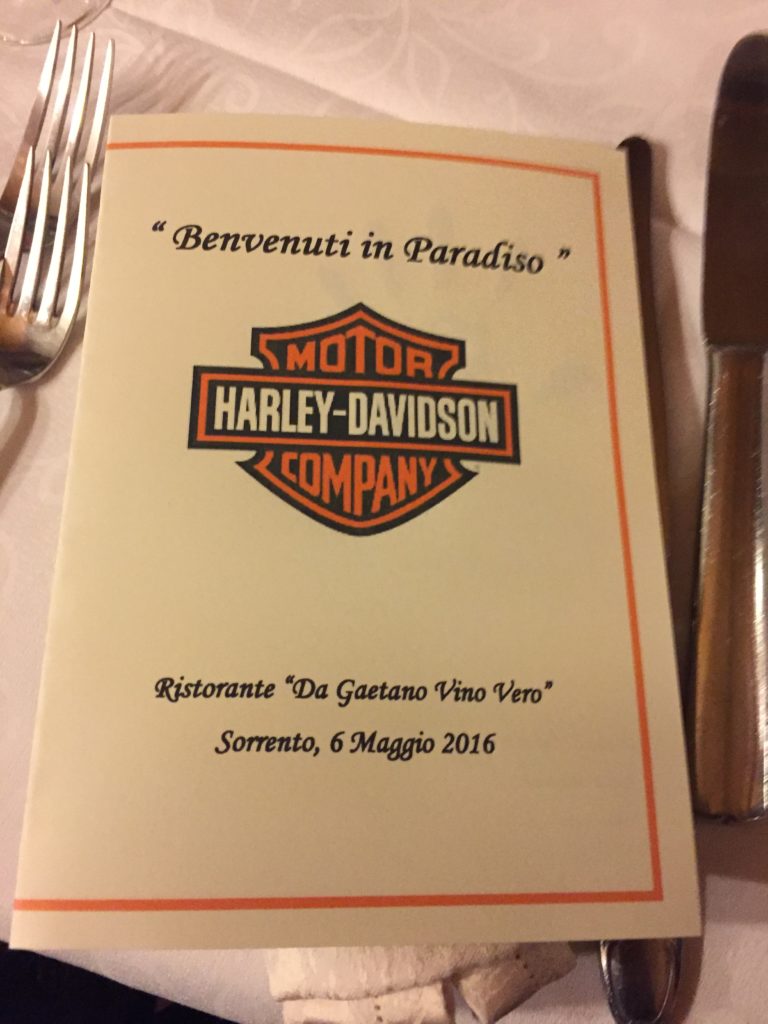 “ Benvenuti in Paradiso ”
MOTOR
HARLEY-DAVIDSON
COMPANY
Ristorante “Da Gaetano Vino Vero”
Sorrento, 6 Maggio 2016